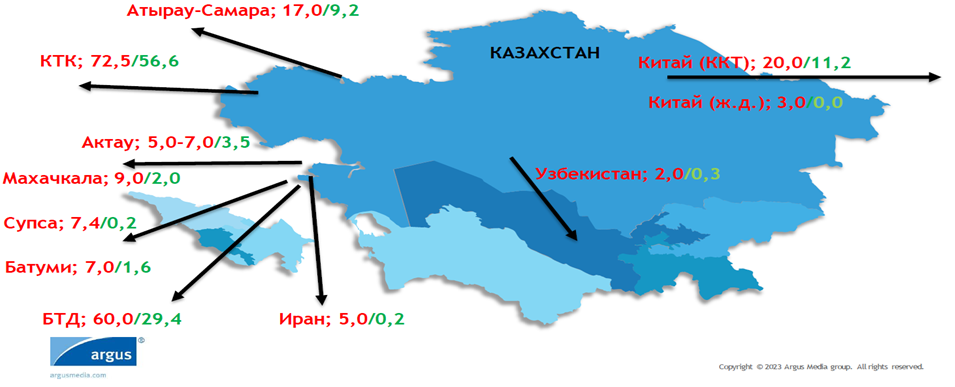 Атырау-Самара; 17,0/9,2
КАЗАХСТАН
КТК; 72,5/56,6
Китай (ККТ); 20,0/11,2
Китай (ж.д.); 3,0/0,0
Актау; 5,0-7,0/3,5
Махачкала; 9,0/2,0
Узбекистан; 2,0/0,3
Супса; 7,4/0,2
Батуми; 7,0/1,6
БТД; 60,0/29,4
Иран; 5,0/0,2
argus®
argusmedia.com
Copyright © 2023 Argus Media group. All rights reserved.